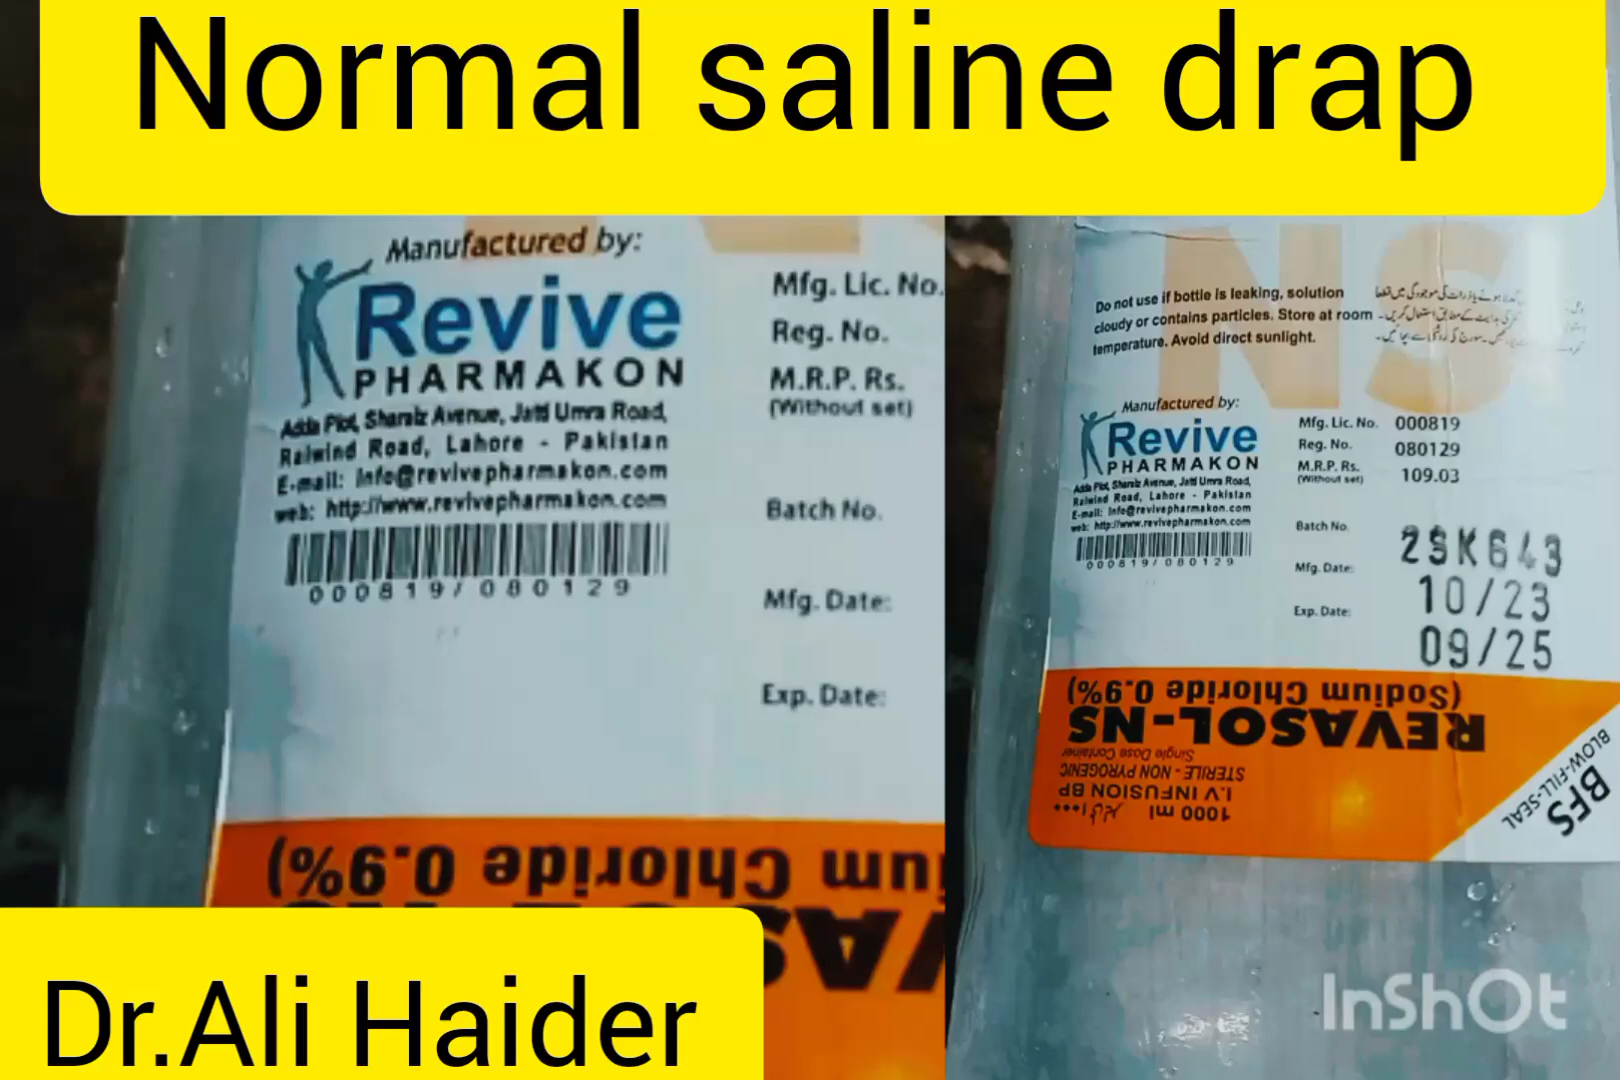 Normal saline drap
Manufactured by:
Revive
PHARMAKON
Adda Plot, Sharaiz Avenue, Jatti Umra Road,
Raiwind Road, Lahore - Pakistan
E-mail: info@revivepharmakon.com
web: http://www.revivepharmakon.com
000819/080129
Mfg. Lic. No.
Reg. No.
M.R.P. Rs.
(Without set)
Batch No.
Mfg. Date:
Exp. Date:
Chloride 0.9%)
NS
Do not use if bottle is leaking, solution
cloudy or contains particles. Store at room
temperature. Avoid direct sunlight.
Manufactured by:
Revive
PHARMAKON
Adda Plot, Sharaiz Avenue, Jatti Umra Road,
Raiwind Road, Lahore - Pakistan
E-mail: info@revivepharmakon.com
web: http://www.revivepharmakon.com
000819/080129
Mfg. Lic. No. 000819
Reg. No. 080129
M.R.P. Rs. 109.03
(Without set)
Batch No. 23K643
Mfg. Date: 10/23
Exp. Date: 09/25
1000 ml
I.V INFUSION BP
STERILE - NON PYROGENIC
Single Dose Container
REVASOL-NS
(Sodium Chloride 0.9%)
BFS
BLOW-FILL-SEAL
Dr.Ali Haider
InShOt